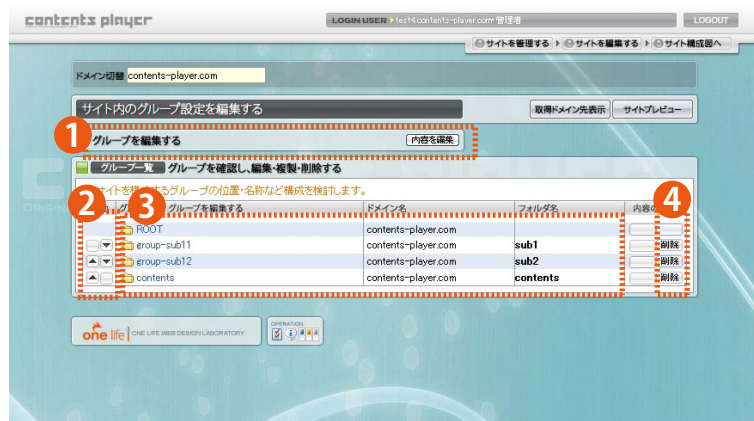 contents player
LOGIN USER test4.contents-player.com 管理者
LOGOUT
サイトを管理する サイトを編集する サイト構成図へ
ドメイン切替 contents-player.com
サイト内のグループ設定を編集する
取得ドメイン先表示 サイトプレビュー
1
グループを編集する 内容を編集
グループ一覧 グループを確認し、編集・複製・削除する
サイトを構成するグループの位置・名称など構成を検討します。
2 3 4
グループを編集する ドメイン名 フォルダ名
ROOT contents-player.com
group-sub11 contents-player.com sub1
削除
group-sub12 contents-player.com sub2
削除
contents contents-player.com contents
削除
one life ONE LIFE WEB DESIGN LABORATORY
OPERATION